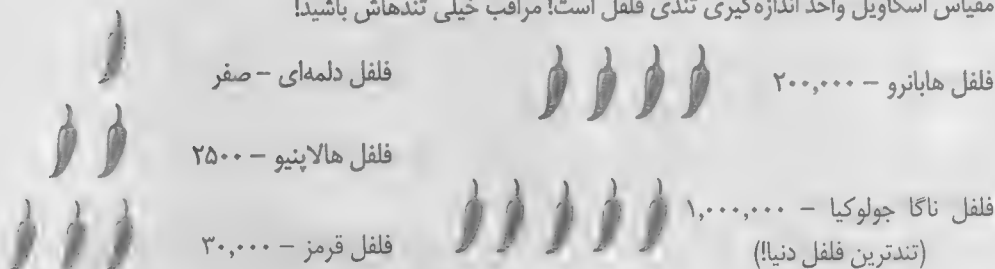 مقیاس اسکاویل واحد اندازه‌گیری تندی فلفل است! مراقب خیلی تندهاش باشید!
فلفل هابانرو – ۲۰۰,۰۰۰
فلفل ناگا جولوکیا – ۱,۰۰۰,۰۰۰
(تندترین فلفل دنیا!)
فلفل دلمه‌ای – صفر
فلفل هالاپنیو – ۲۵۰۰
فلفل قرمز – ۳۰,۰۰۰